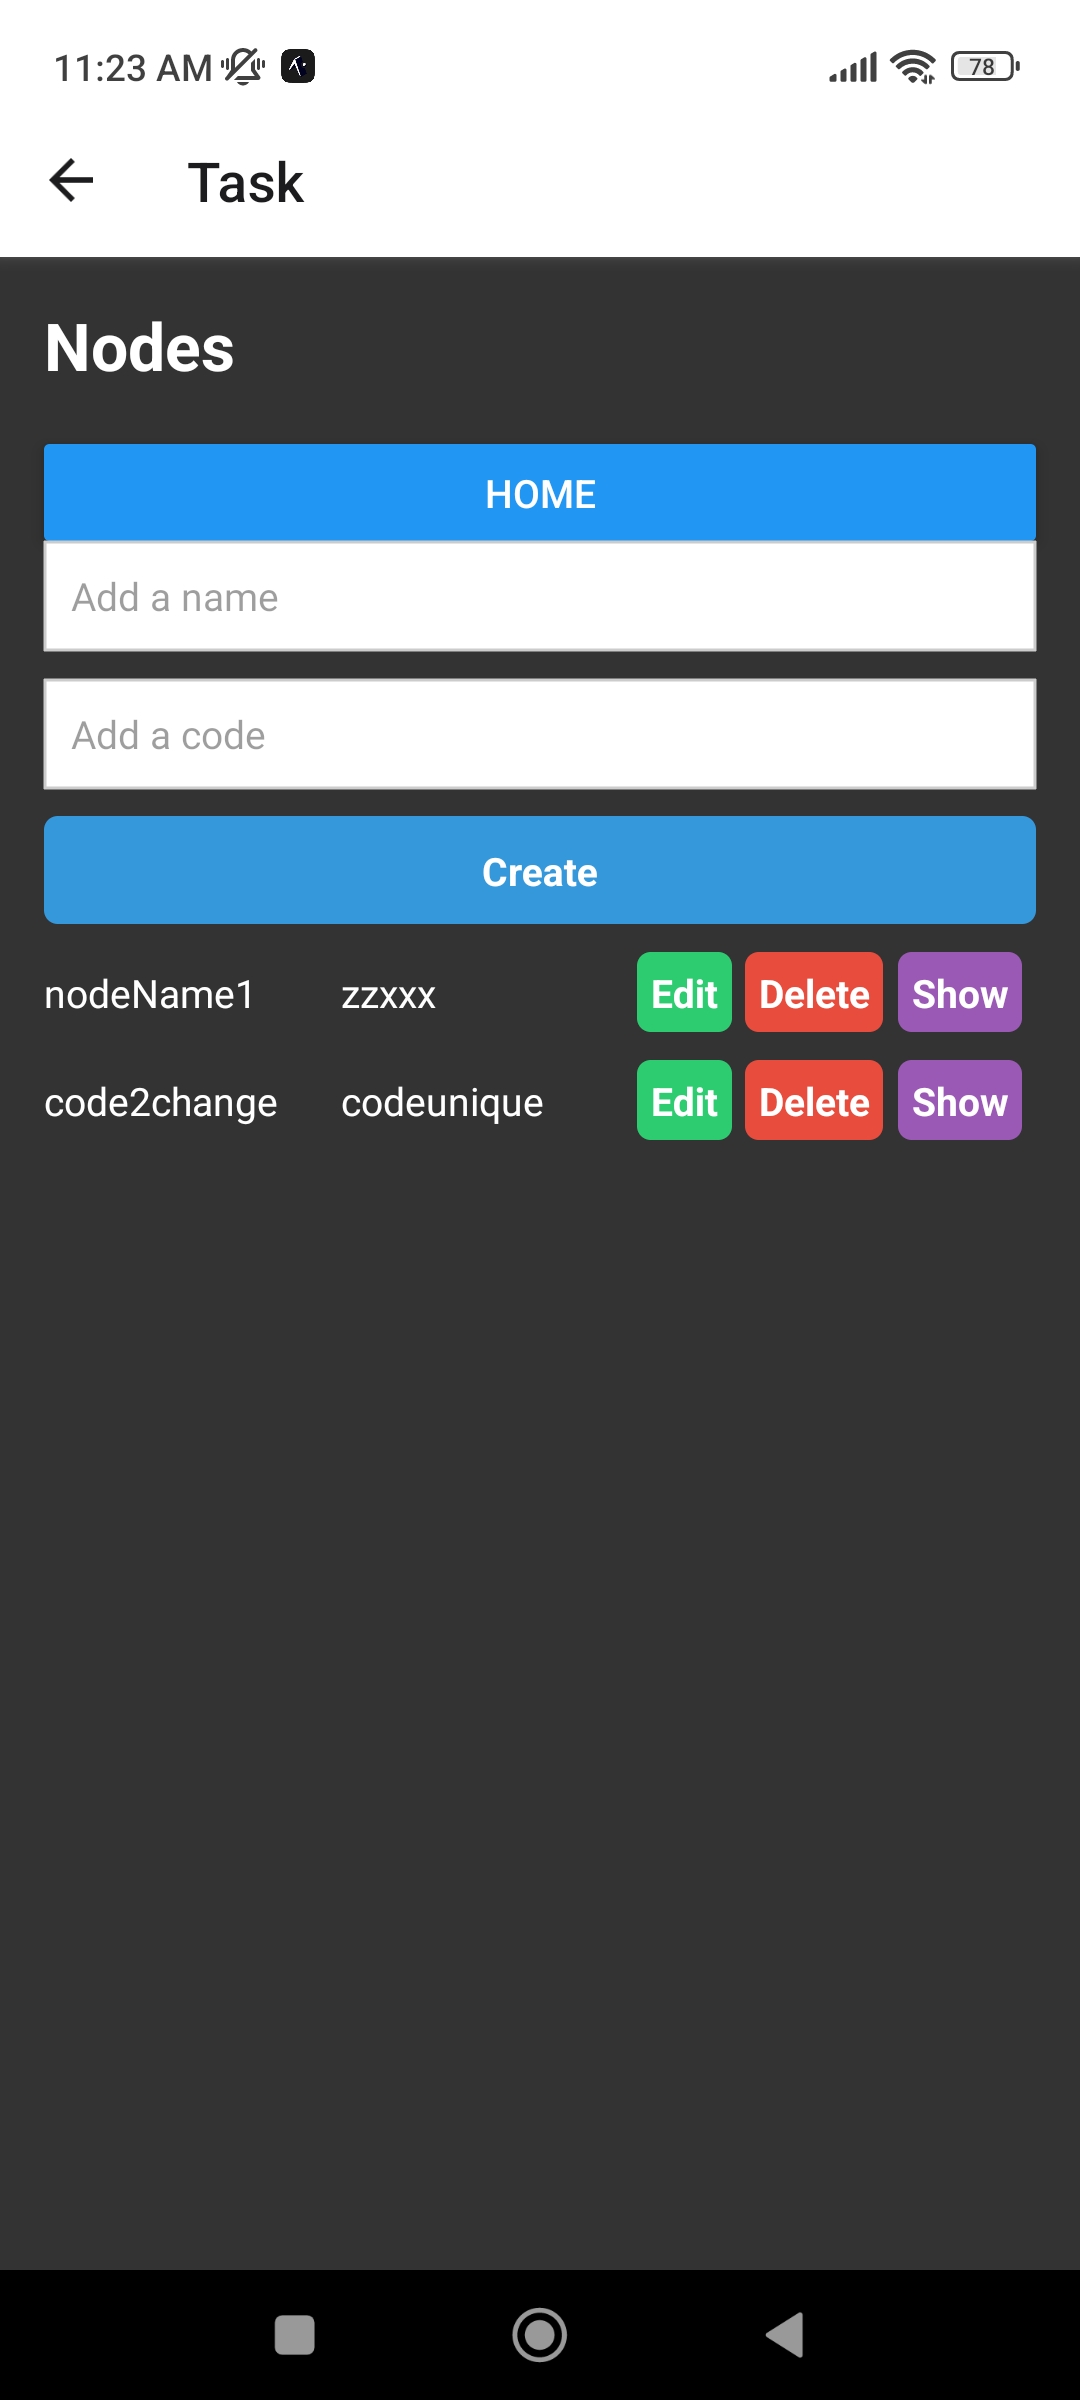 11:23 AM 78
Task
Nodes
HOME
Add a name
Add a code
Create
nodeName1 zzxxx Edit Delete Show
code2change codeunique Edit Delete Show